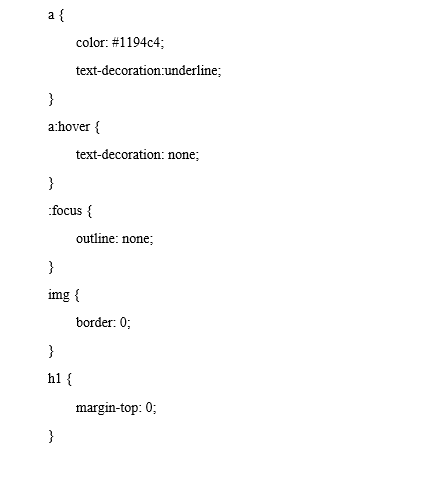 a {
color: #1194c4;
text-decoration:underline;
}
a:hover {
text-decoration: none;
}
:focus {
outline: none;
}
img {
border: 0;
}
h1 {
margin-top: 0;
}